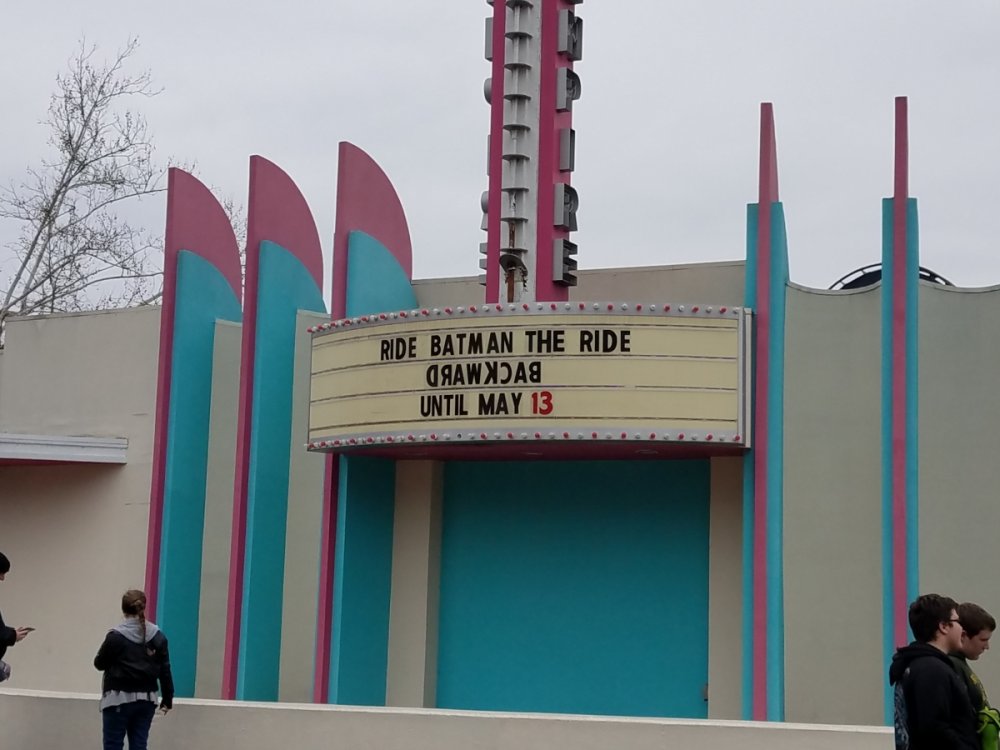 RIDE BATMAN THE RIDE
BACKWARD
UNTIL MAY 13